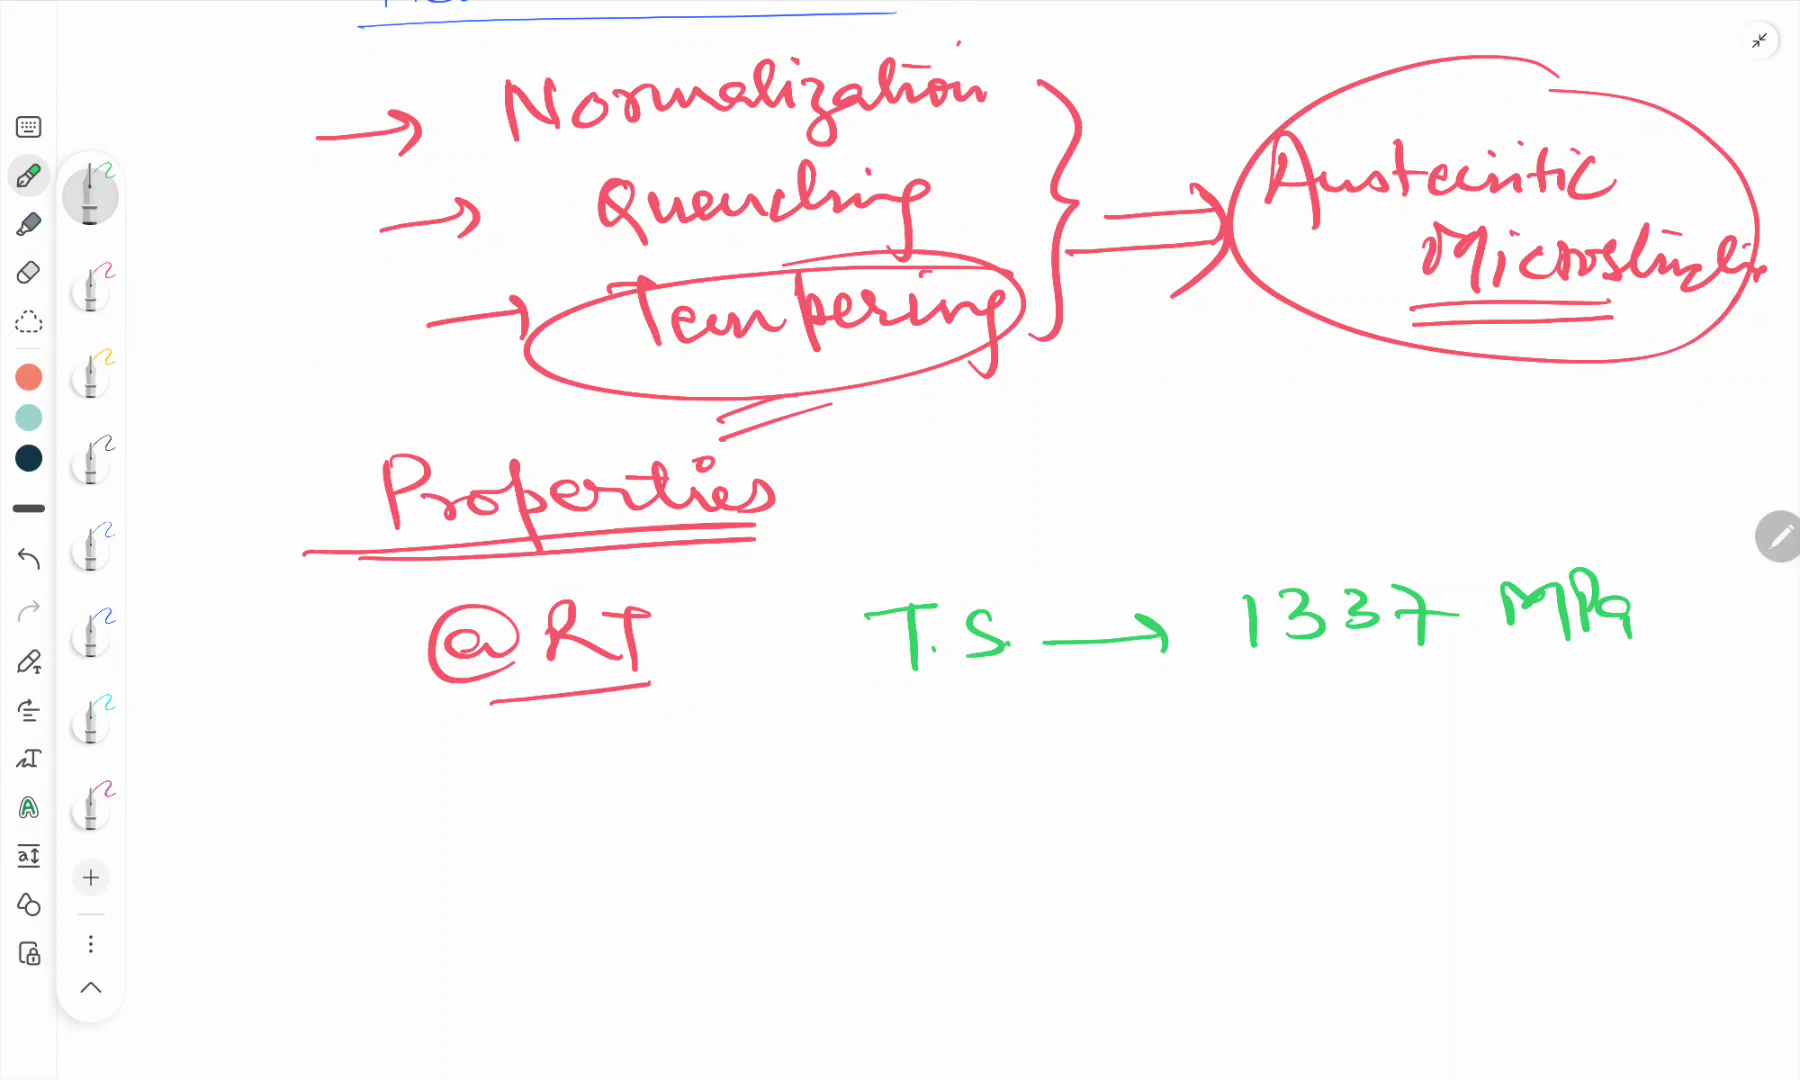 → Normalization
→ Quenching
→ Tempering
Austenitic
Microstructure
Properties
@ RT T.S → 1337 MPa